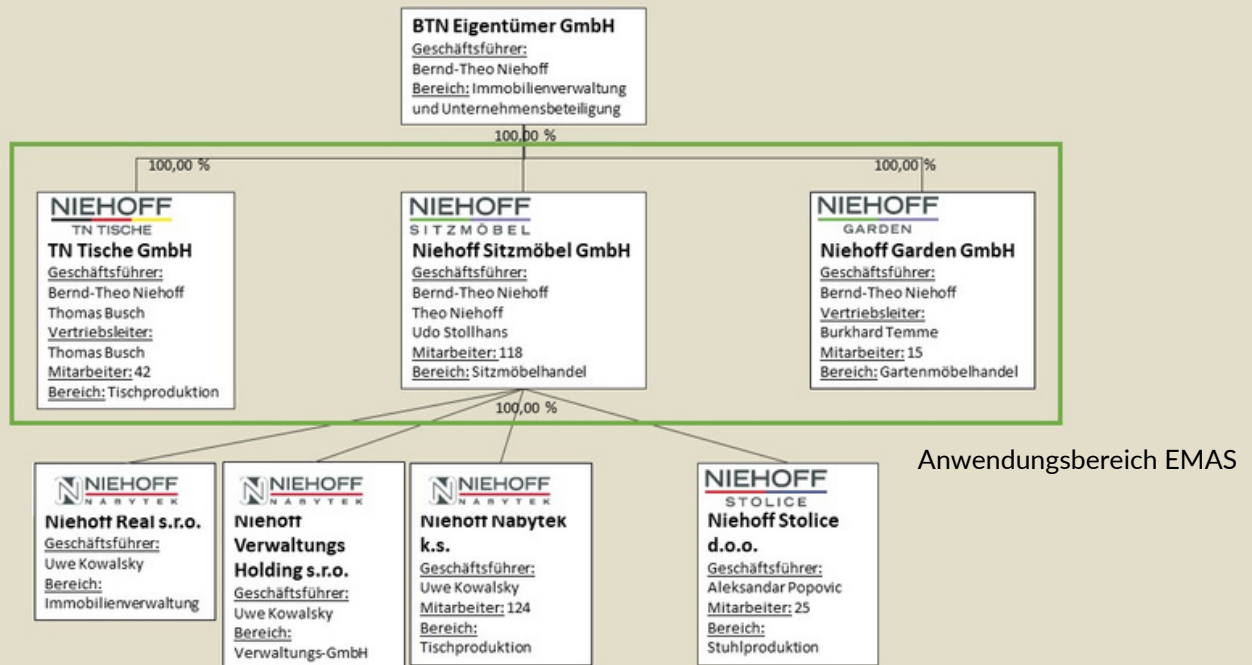 BTN Eigentümer GmbH
Geschäftsführer:
Bernd-Theo Niehoff
Bereich: Immobilienverwaltung
und Unternehmensbeteiligung
100,00 %
100,00 %
100,00 %
NIEHOFF
TN TISCHE
TN Tische GmbH
Geschäftsführer:
Bernd-Theo Niehoff
Thomas Busch
Vertriebsleiter:
Thomas Busch
Mitarbeiter: 42
Bereich: Tischproduktion
NIEHOFF
SITZMÖBEL
Niehoff Sitzmöbel GmbH
Geschäftsführer:
Bernd-Theo Niehoff
Theo Niehoff
Udo Stollhans
Mitarbeiter: 118
Bereich: Sitzmöbelhandel
NIEHOFF
GARDEN
Niehoff Garden GmbH
Geschäftsführer:
Bernd-Theo Niehoff
Vertriebsleiter:
Burkhard Temme
Mitarbeiter: 15
Bereich: Gartenmöbelhandel
100,00 %
Anwendungsbereich EMAS
N NIEHOFF
NÁBYTEK
Niehoff Real s.r.o.
Geschäftsführer:
Uwe Kowalsky
Bereich:
Immobilienverwaltung
N NIEHOFF
NÁBYTEK
Niehoff
Verwaltungs
Holding s.r.o.
Geschäftsführer:
Uwe Kowalsky
Bereich:
Verwaltungs-GmbH
N NIEHOFF
NÁBYTEK
Niehoff Nabytek
k.s.
Geschäftsführer:
Uwe Kowalsky
Mitarbeiter: 124
Bereich:
Tischproduktion
NIEHOFF
STOLICE
Niehoff Stolice
d.o.o.
Geschäftsführer:
Aleksandar Popovic
Mitarbeiter: 25
Bereich:
Stuhlproduktion